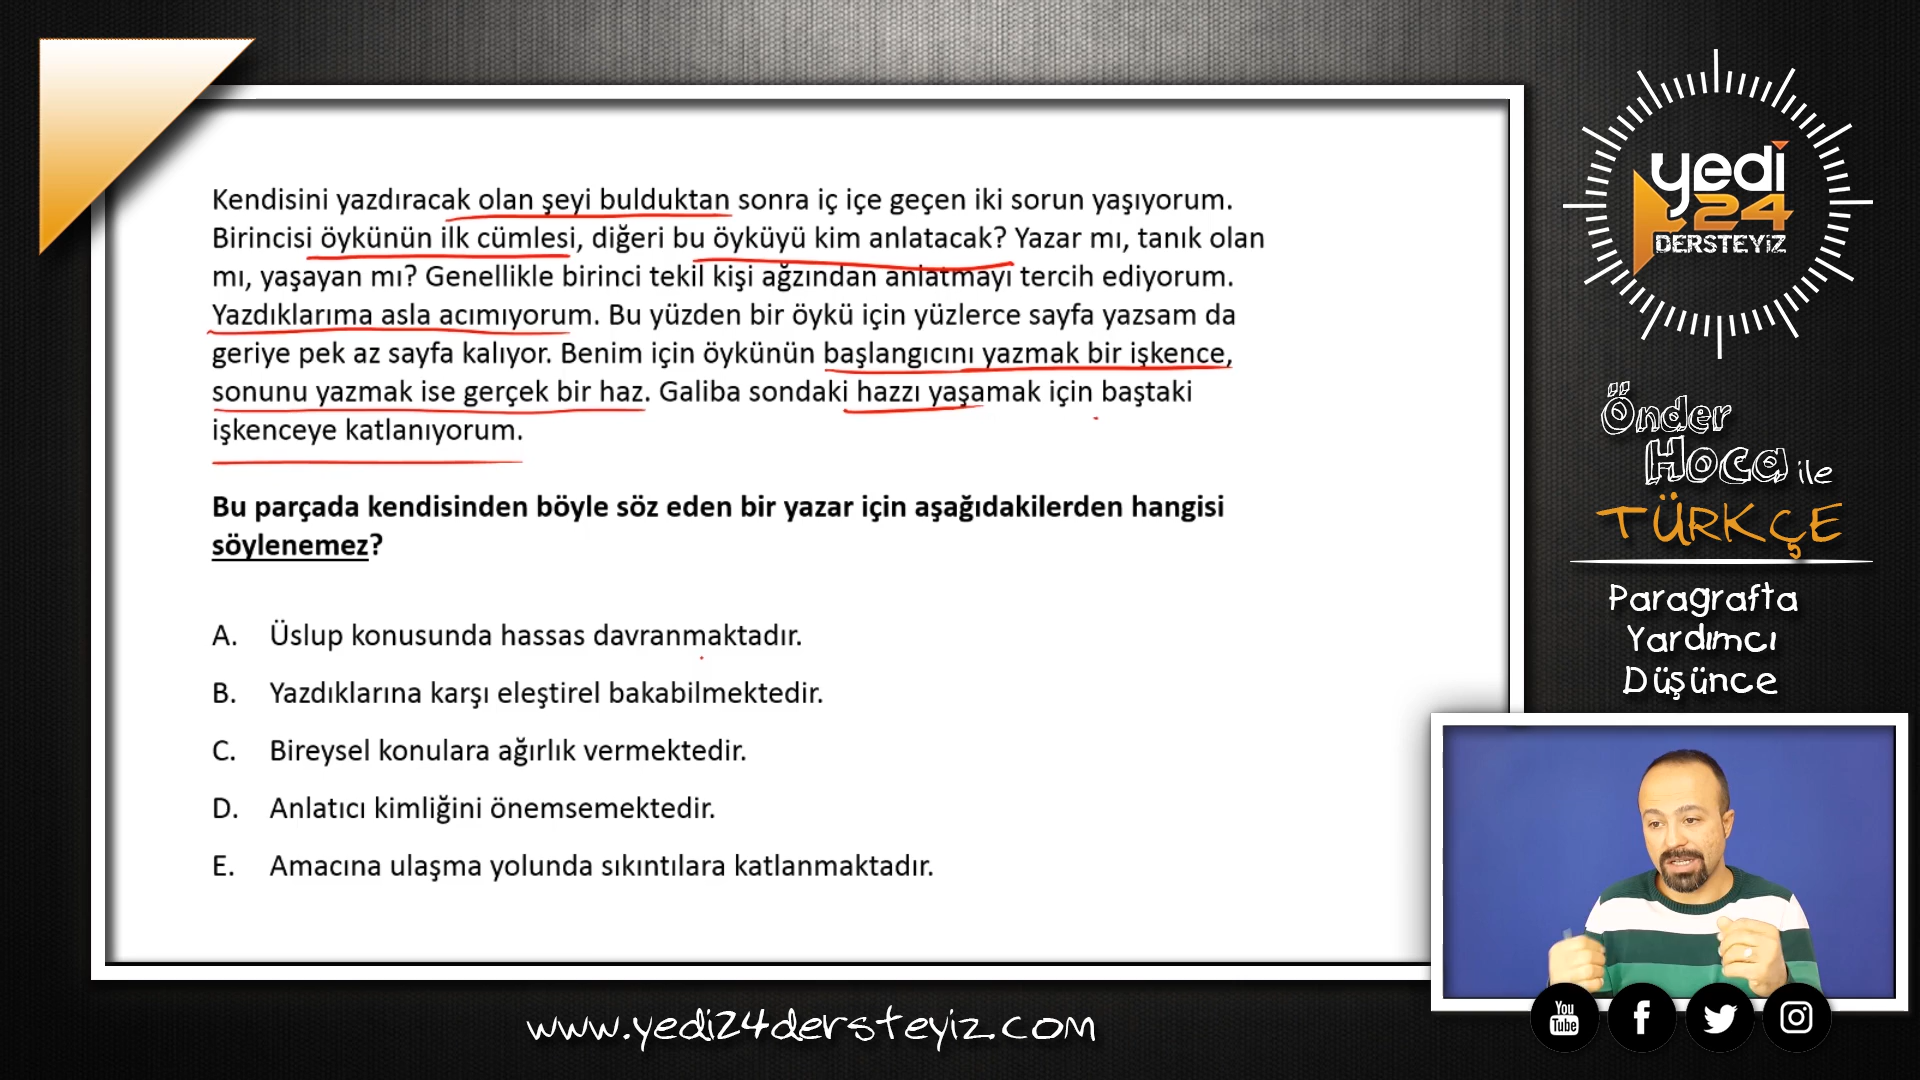 Kendisini yazdıracak olan şeyi bulduktan sonra iç içe geçen iki sorun yaşıyorum.
Birincisi öykünün ilk cümlesi, diğeri bu öyküyü kim anlatacak? Yazar mı, tanık olan
mı, yaşayan mı? Genellikle birinci tekil kişi ağzından anlatmayı tercih ediyorum.
Yazdıklarıma asla acımıyorum. Bu yüzden bir öykü için yüzlerce sayfa yazsam da
geriye pek az sayfa kalıyor. Benim için öykünün başlangıcını yazmak bir işkence,
sonunu yazmak ise gerçek bir haz. Galiba sondaki hazzı yaşamak için baştaki
işkenceye katlanıyorum.
Bu parçada kendisinden böyle söz eden bir yazar için aşağıdakilerden hangisi
söylenemez?
A. Üslup konusunda hassas davranmaktadır.
B. Yazdıklarına karşı eleştirel bakabilmektedir.
C. Bireysel konulara ağırlık vermektedir.
D. Anlatıcı kimliğini önemsemektedir.
E. Amacına ulaşma yolunda sıkıntılara katlanmaktadır.
yedi
24
DERSTEYİZ
Önder
Hoca ile
TÜRKÇE
Paragrafta
Yardımcı
Düşünce
www.yedi24dersteyiz.com
You
Tube